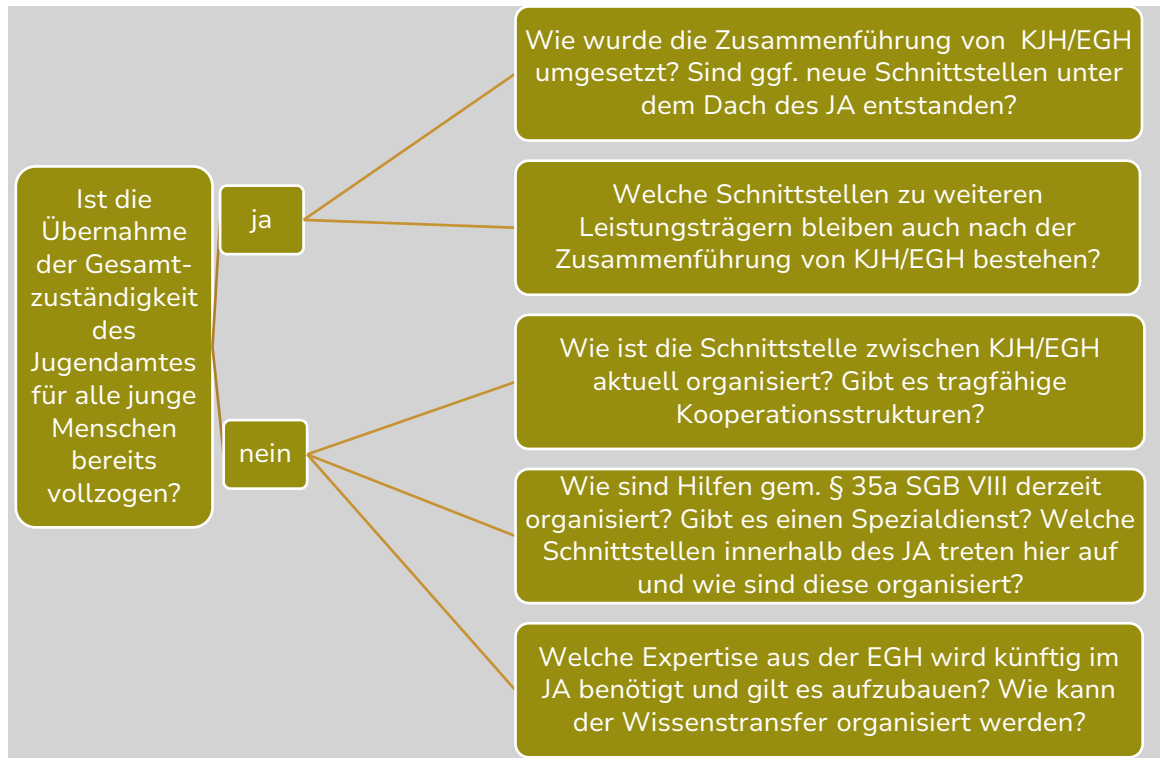 Ist die
Übernahme
der Gesamt-
zuständigkeit
des
Jugendamtes
für alle junge
Menschen
bereits
vollzogen?
ja
Wie wurde die Zusammenführung von KJH/EGH
umgesetzt? Sind ggf. neue Schnittstellen unter
dem Dach des JA entstanden?
Welche Schnittstellen zu weiteren
Leistungsträgern bleiben auch nach der
Zusammenführung von KJH/EGH bestehen?
nein
Wie ist die Schnittstelle zwischen KJH/EGH
aktuell organisiert? Gibt es tragfähige
Kooperationsstrukturen?
Wie sind Hilfen gem. § 35a SGB VIII derzeit
organisiert? Gibt es einen Spezialdienst? Welche
Schnittstellen innerhalb des JA treten hier auf
und wie sind diese organisiert?
Welche Expertise aus der EGH wird künftig im
JA benötigt und gilt es aufzubauen? Wie kann
der Wissenstransfer organisiert werden?